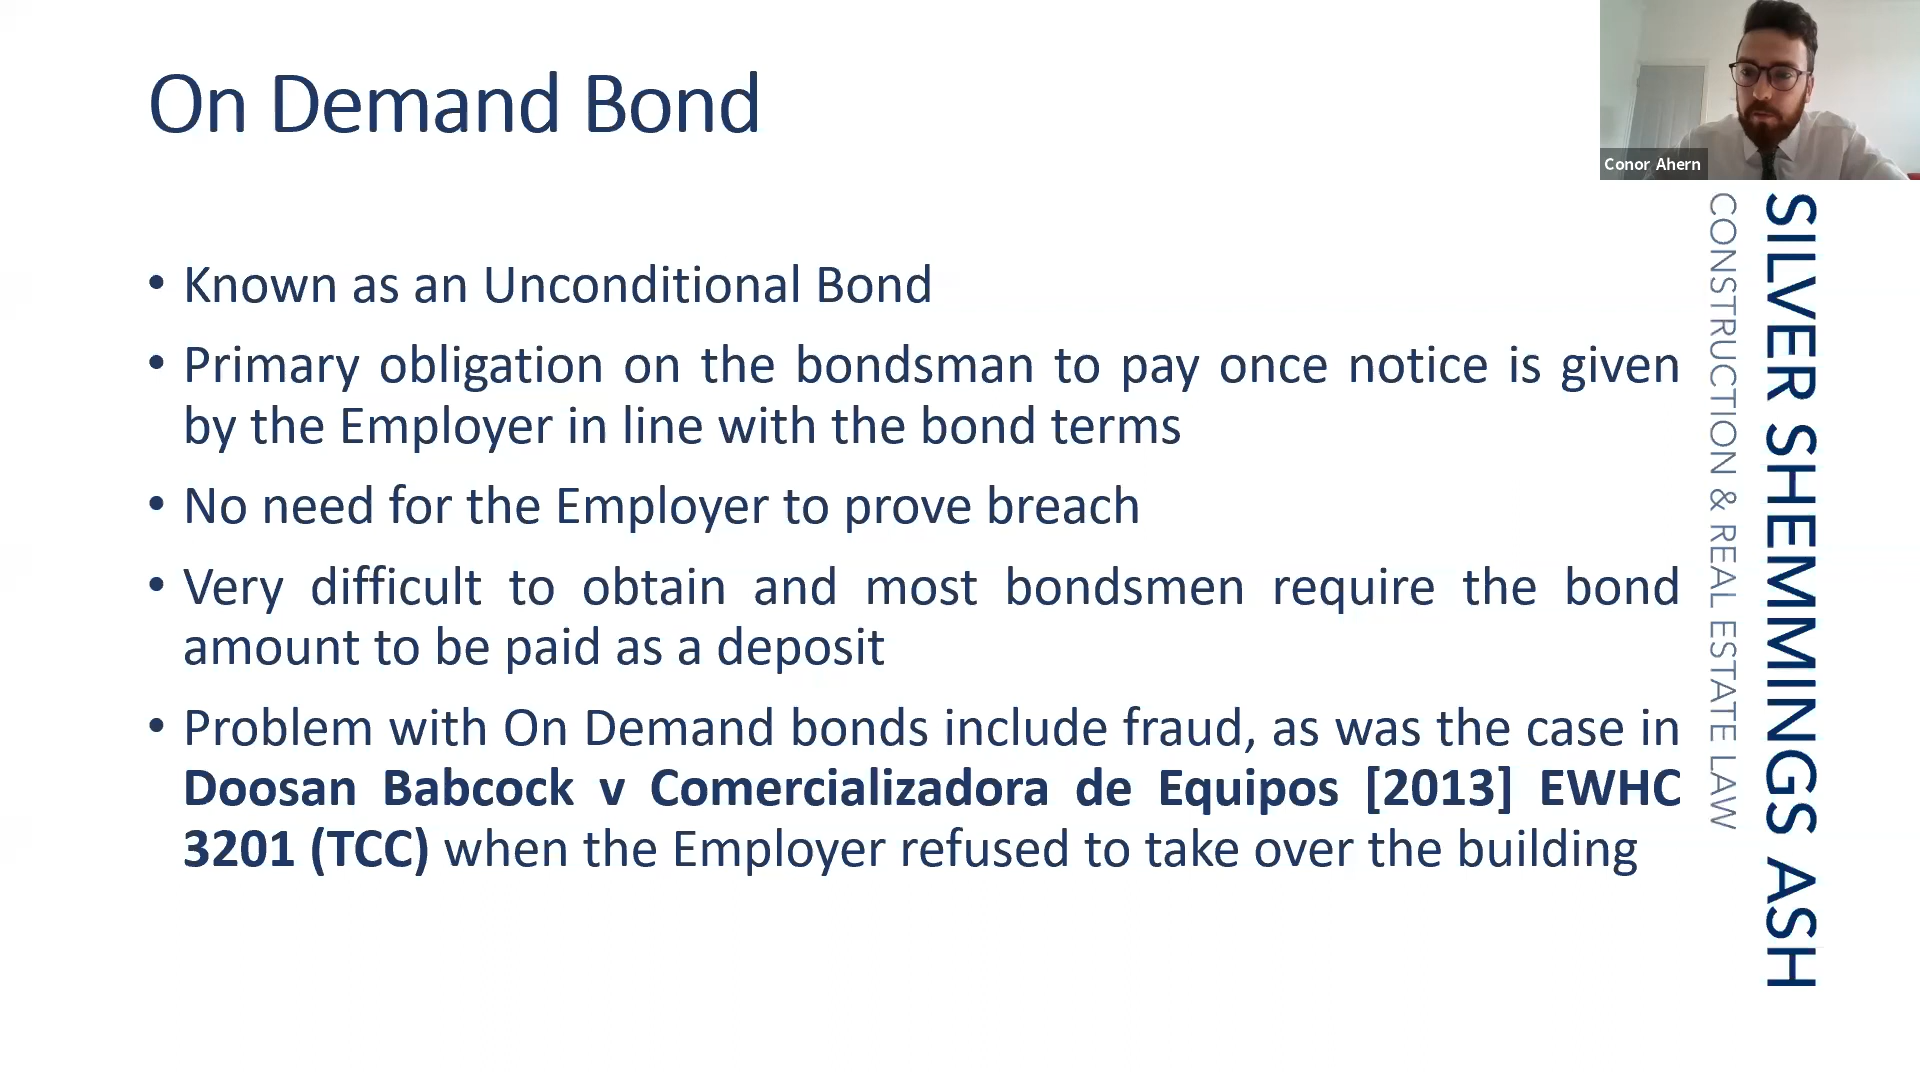 On Demand Bond
Conor Ahern
• Known as an Unconditional Bond
• Primary obligation on the bondsman to pay once notice is given
by the Employer in line with the bond terms
• No need for the Employer to prove breach
• Very difficult to obtain and most bondsmen require the bond
amount to be paid as a deposit
• Problem with On Demand bonds include fraud, as was the case in
Doosan Babcock v Comercializadora de Equipos [2013] EWHC
3201 (TCC) when the Employer refused to take over the building
SILVER SHEMMINGS ASH
CONSTRUCTION & REAL ESTATE LAW